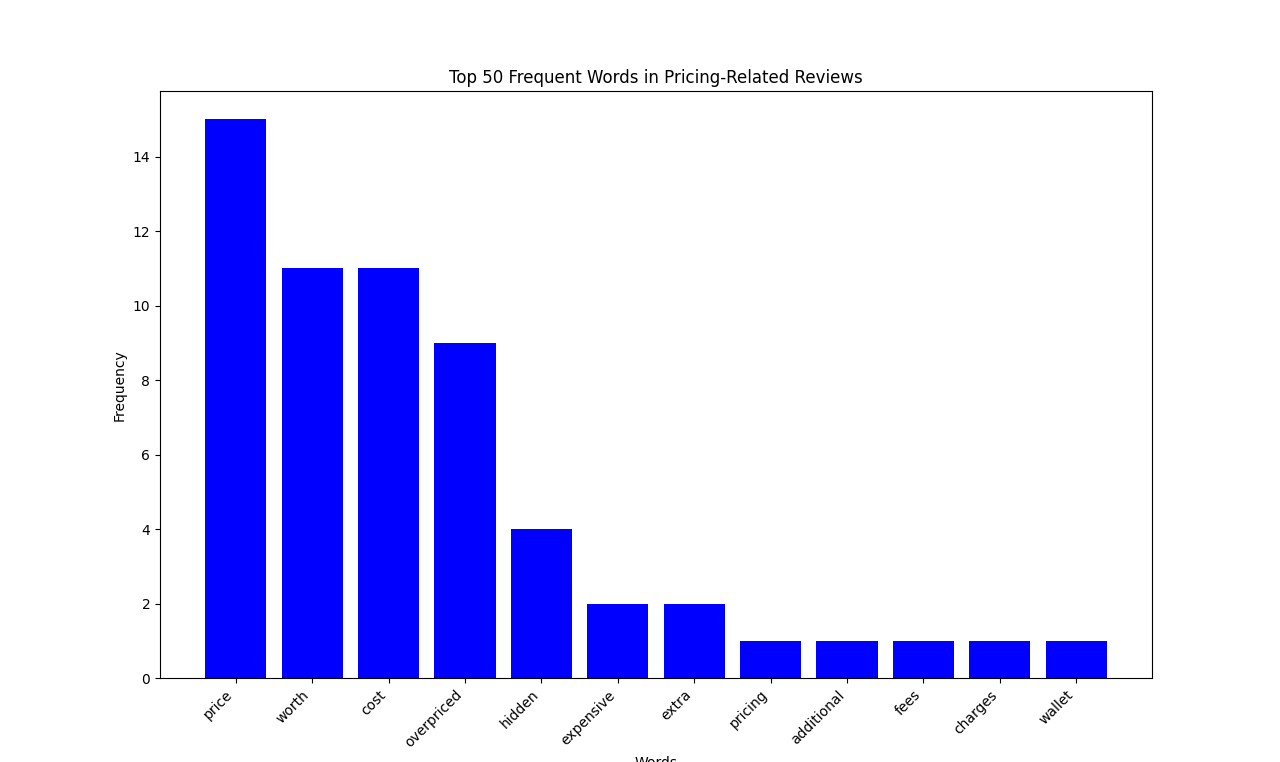 Top 50 Frequent Words in Pricing-Related Reviews
Frequency
14
12
10
8
6
4
2
0
price
worth
cost
overpriced
hidden
expensive
extra
pricing
additional
fees
charges
wallet
Words